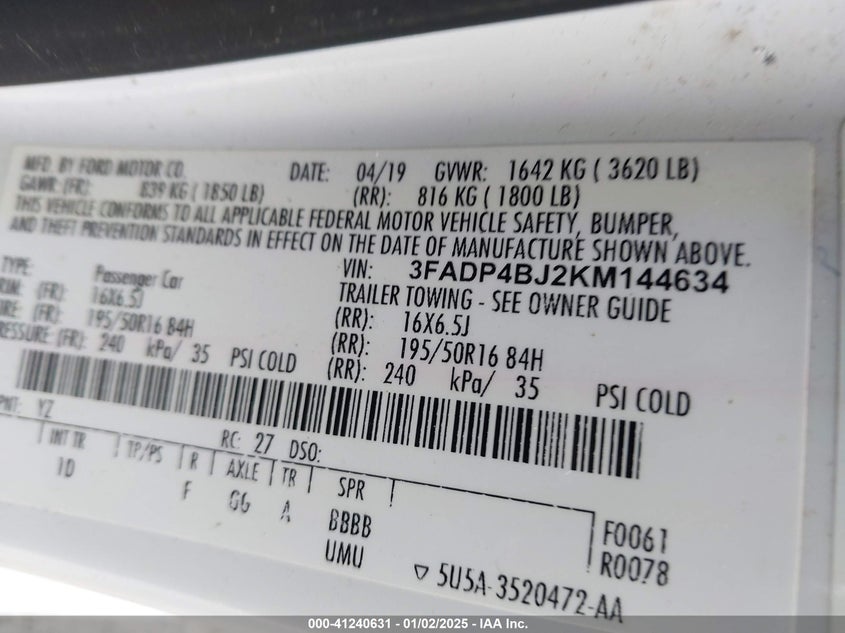 MFD. BY FORD MOTOR CO. DATE: 04/19 GVWR: 1642 KG ( 3620 LB)
GAWR: (FR): 839 KG ( 1850 LB) (RR): 816 KG ( 1800 LB)
THIS VEHICLE CONFORMS TO ALL APPLICABLE FEDERAL MOTOR VEHICLE SAFETY, BUMPER,
AND THEFT PREVENTION STANDARDS IN EFFECT ON THE DATE OF MANUFACTURE SHOWN ABOVE.
VIN: 3FADP4BJ2KM144634
TYPE: Passenger Car TRAILER TOWING - SEE OWNER GUIDE
RIM: (FR): 16X6.5J (RR): 16X6.5J
IRE: (FR): 195/50R16 84H (RR): 195/50R16 84H
ESSURE: (FR): 240 kPa/ 35 PSI COLD (RR): 240 kPa/ 35 PSI COLD
PNT: YZ
RC: 27 DSO:
INT TR TP/PS R AXLE TR SPR
ID F GG A BBBB F0061
UMU R0078
▽ 5U5A-3520472-AA
000-41240631 - 01/02/2025 - IAA, Inc.